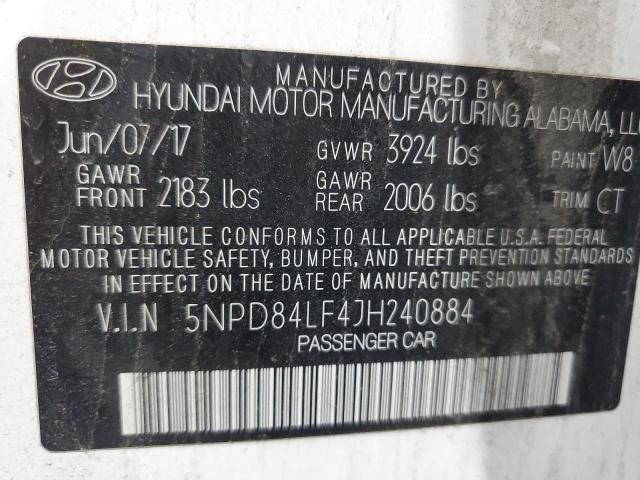 MANUFACTURED BY
HYUNDAI MOTOR MANUFACTURING ALABAMA, LLC
Jun/07/17 GVWR 3924 lbs PAINT W8
GAWR FRONT 2183 lbs GAWR REAR 2006 lbs TRIM CT
THIS VEHICLE CONFORMS TO ALL APPLICABLE U.S.A. FEDERAL
MOTOR VEHICLE SAFETY, BUMPER, AND THEFT PREVENTION STANDARDS
IN EFFECT ON THE DATE OF MANUFACTURE SHOWN ABOVE.
V.I.N 5NPD84LF4JH240884
PASSENGER CAR